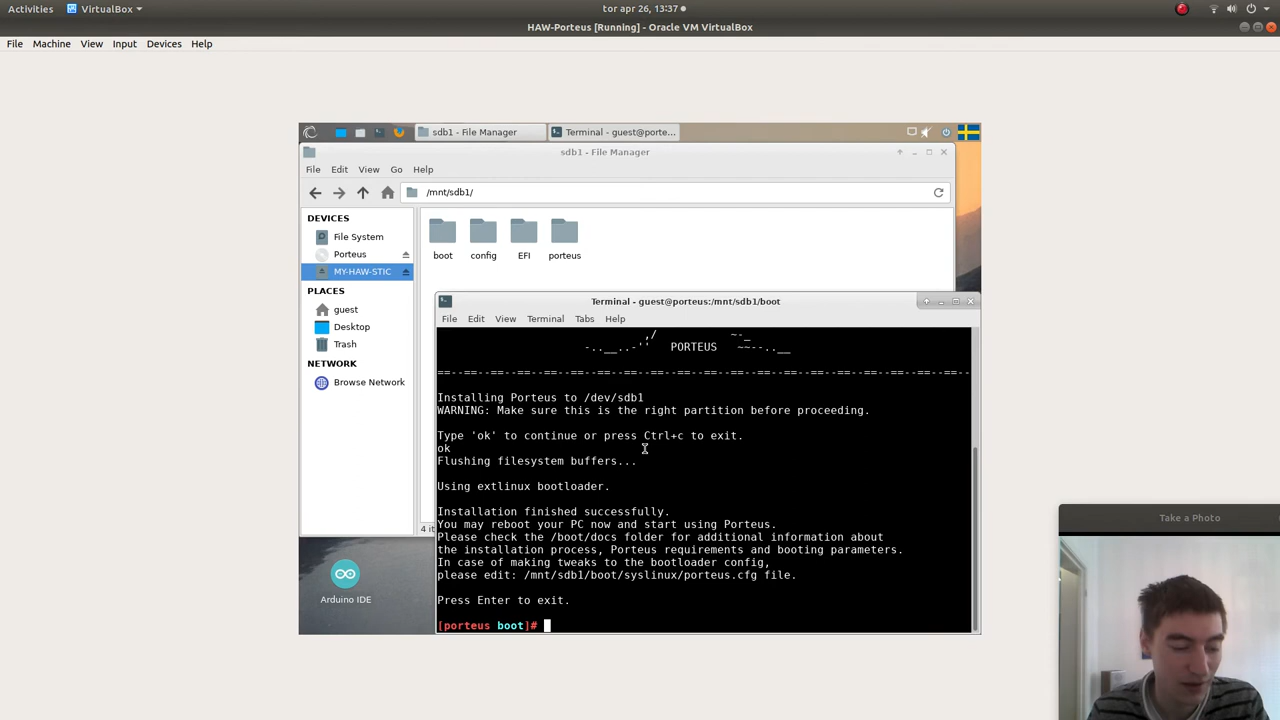 Activities VirtualBox tor apr 26, 13:37
HAW-Porteus [Running] - Oracle VM VirtualBox
File Machine View Input Devices Help
sdb1 - File Manager Terminal - guest@porte...
sdb1 - File Manager
File Edit View Go Help
/mnt/sdb1/
DEVICES
File System
Porteus
MY-HAW-STIC
PLACES
guest
Desktop
Trash
NETWORK
Browse Network
boot config EFI porteus
4 it
Arduino IDE
Terminal - guest@porteus:/mnt/sdb1/boot
File Edit View Terminal Tabs Help
,/ ~-_
-..__..-'' PORTEUS ~~--..__
==--==--==--==--==--==--==--==--==--==--==--==--==--==--==--==--==--==--==--==--
Installing Porteus to /dev/sdb1
WARNING: Make sure this is the right partition before proceeding.
Type 'ok' to continue or press Ctrl+c to exit.
ok
Flushing filesystem buffers...
Using extlinux bootloader.
Installation finished successfully.
You may reboot your PC now and start using Porteus.
Please check the /boot/docs folder for additional information about
the installation process, Porteus requirements and booting parameters.
In case of making tweaks to the bootloader config,
please edit: /mnt/sdb1/boot/syslinux/porteus.cfg file.
Press Enter to exit.
[porteus boot]#
Take a Photo